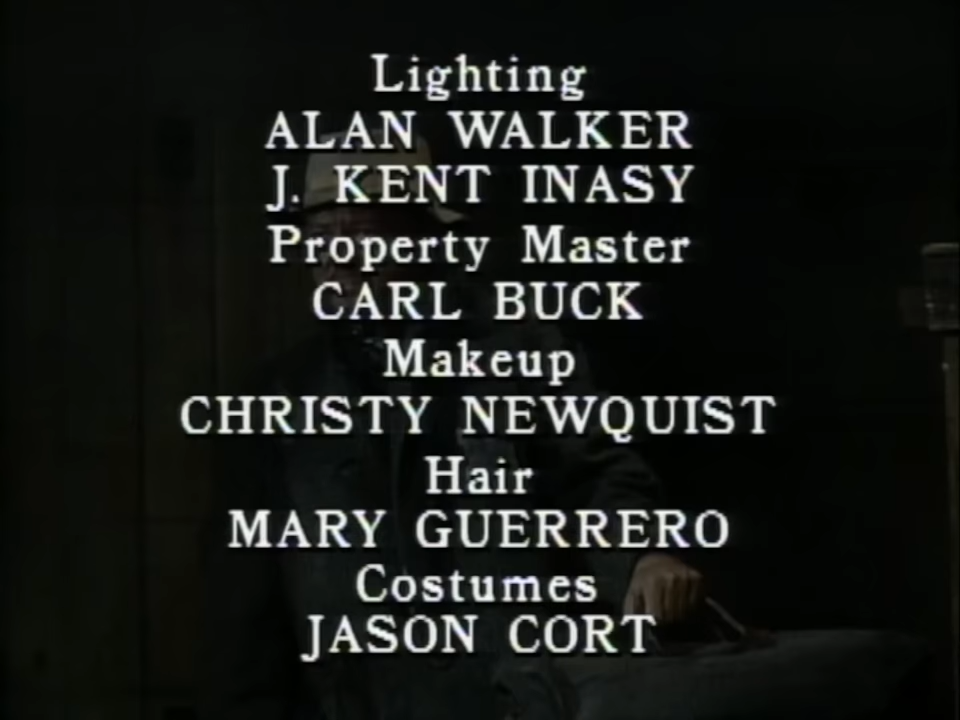 Lighting
ALAN WALKER
J. KENT INASY
Property Master
CARL BUCK
Makeup
CHRISTY NEWQUIST
Hair
MARY GUERRERO
Costumes
JASON CORT